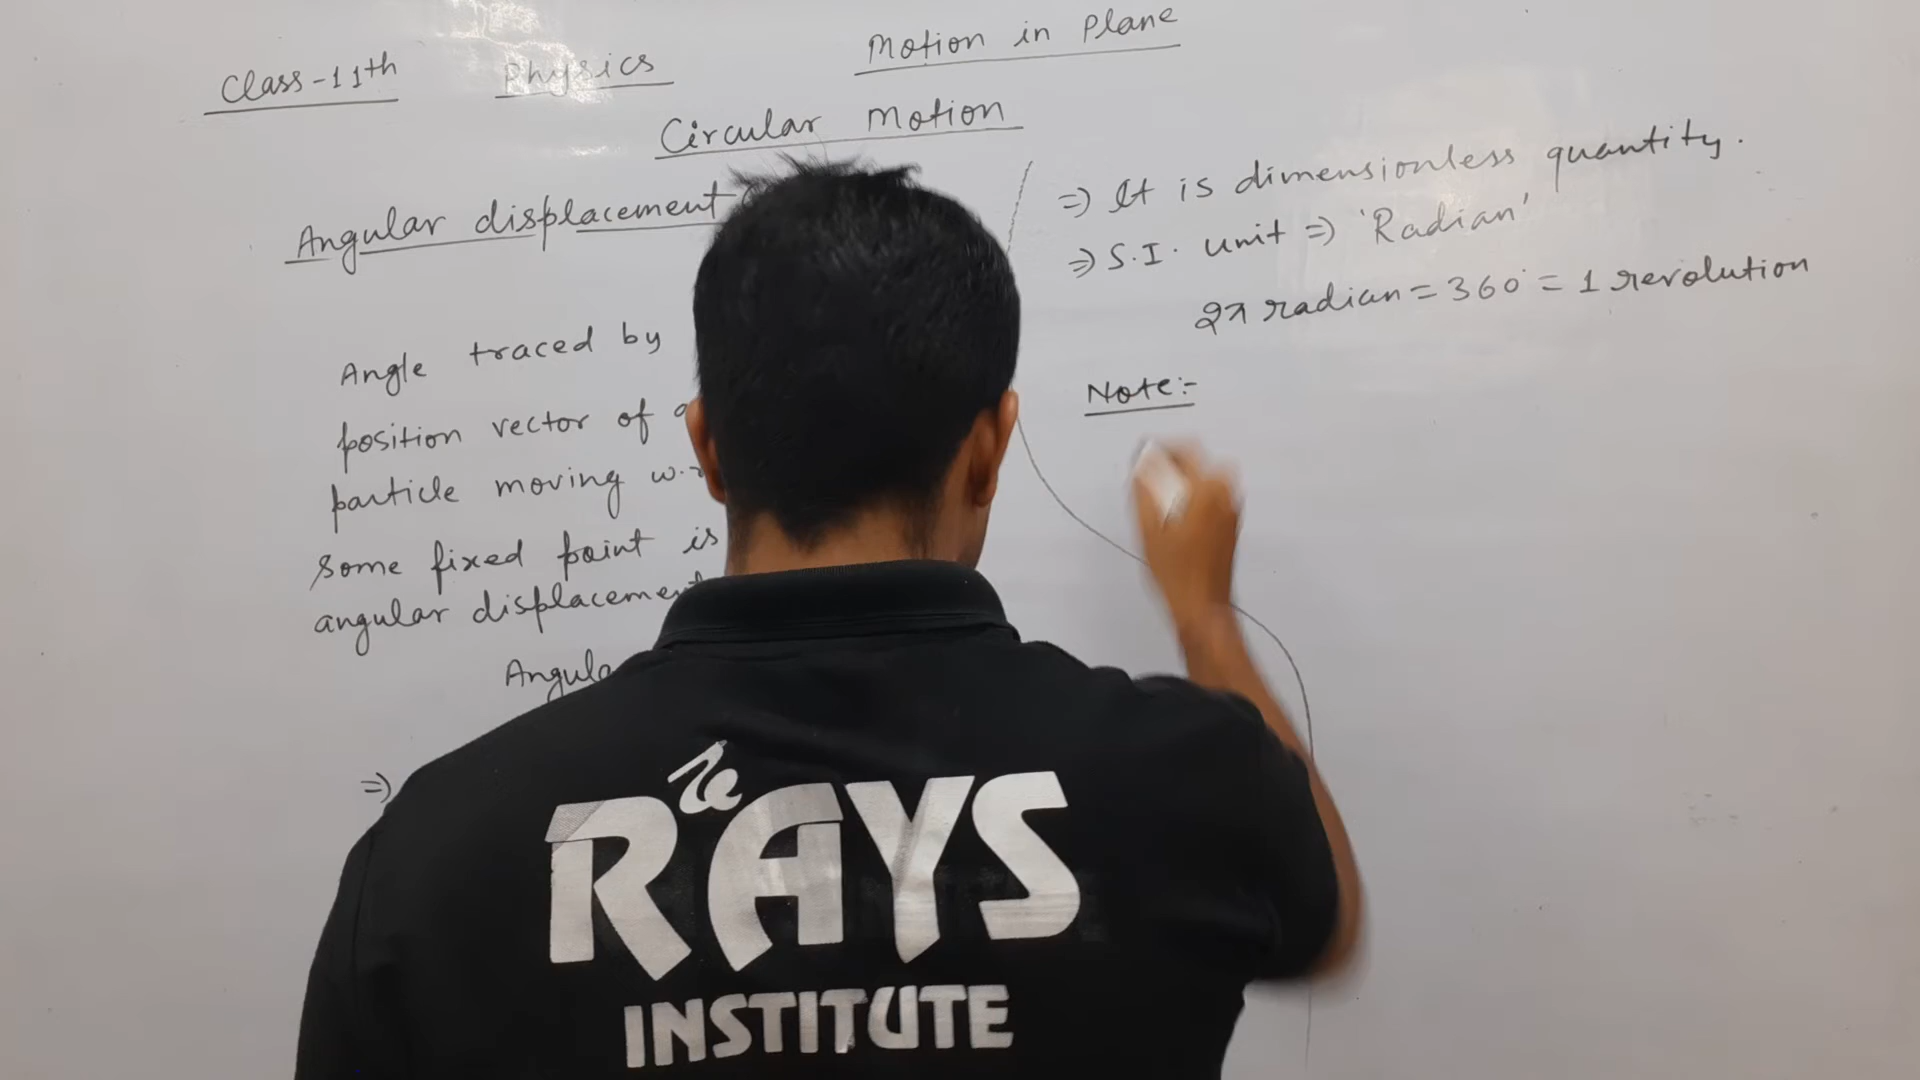 Class-11th Physics Motion in Plane
Circular Motion
Angular displacement
Angle traced by
position vector of
particle moving
some fixed point is
angular displacement
=>
=> It is dimensionless quantity.
=> S.I. unit => 'Radian'
2π radian = 360° = 1 revolution
Note:-
RAYS
INSTITUTE